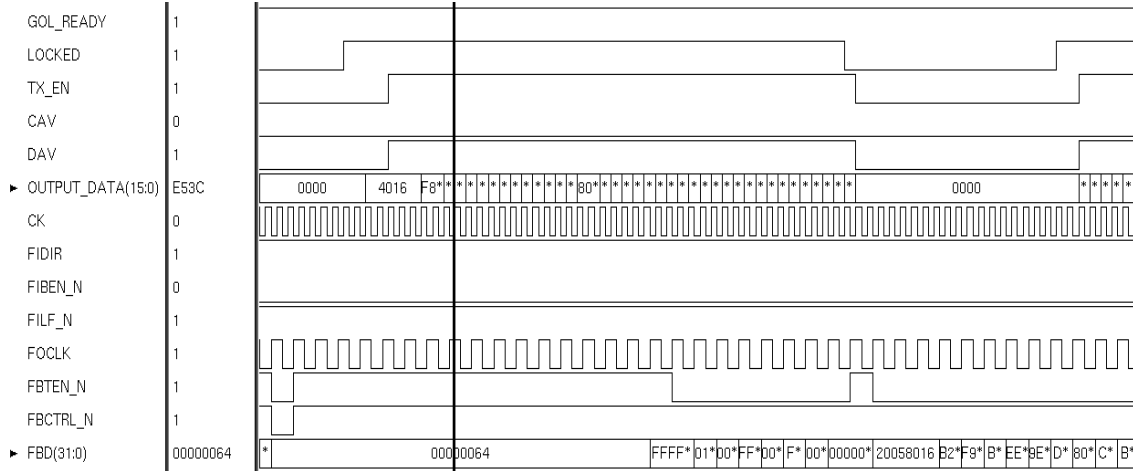 GOL_READY 1
LOCKED 1
TX_EN 1
CAV 0
DAV 1
► OUTPUT_DATA(15:0) E53C 0000 4016 F8* * * * * * * * * * * * * 80* * * * * * * * * * * * * * * * * * * * * * * 0000 * * * * *
CK 0
FIDIR 1
FIBEN_N 0
FILF_N 1
FOCLK 1
FBTEN_N 1
FBCTRL_N 1
► FBD(31:0) 00000064 * 00000064 FFFF* 01* 00* FF* 00* F* 00* 000000* 20058016 B2* F9* B* EE* 9E* D* 80* C* B*